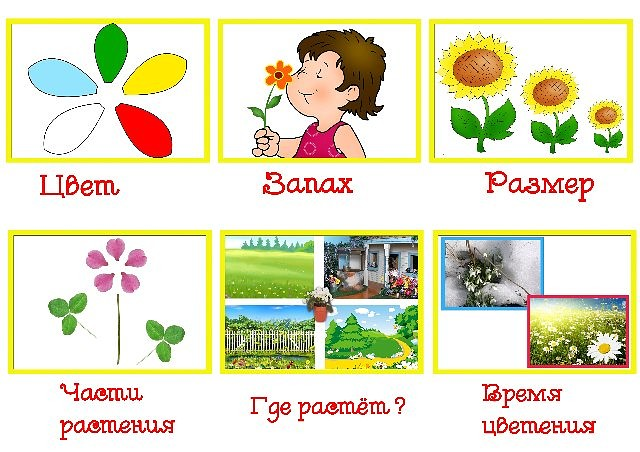 Цвет
Запах
Размер
Части
растения
Где растёт?
Время
цветения